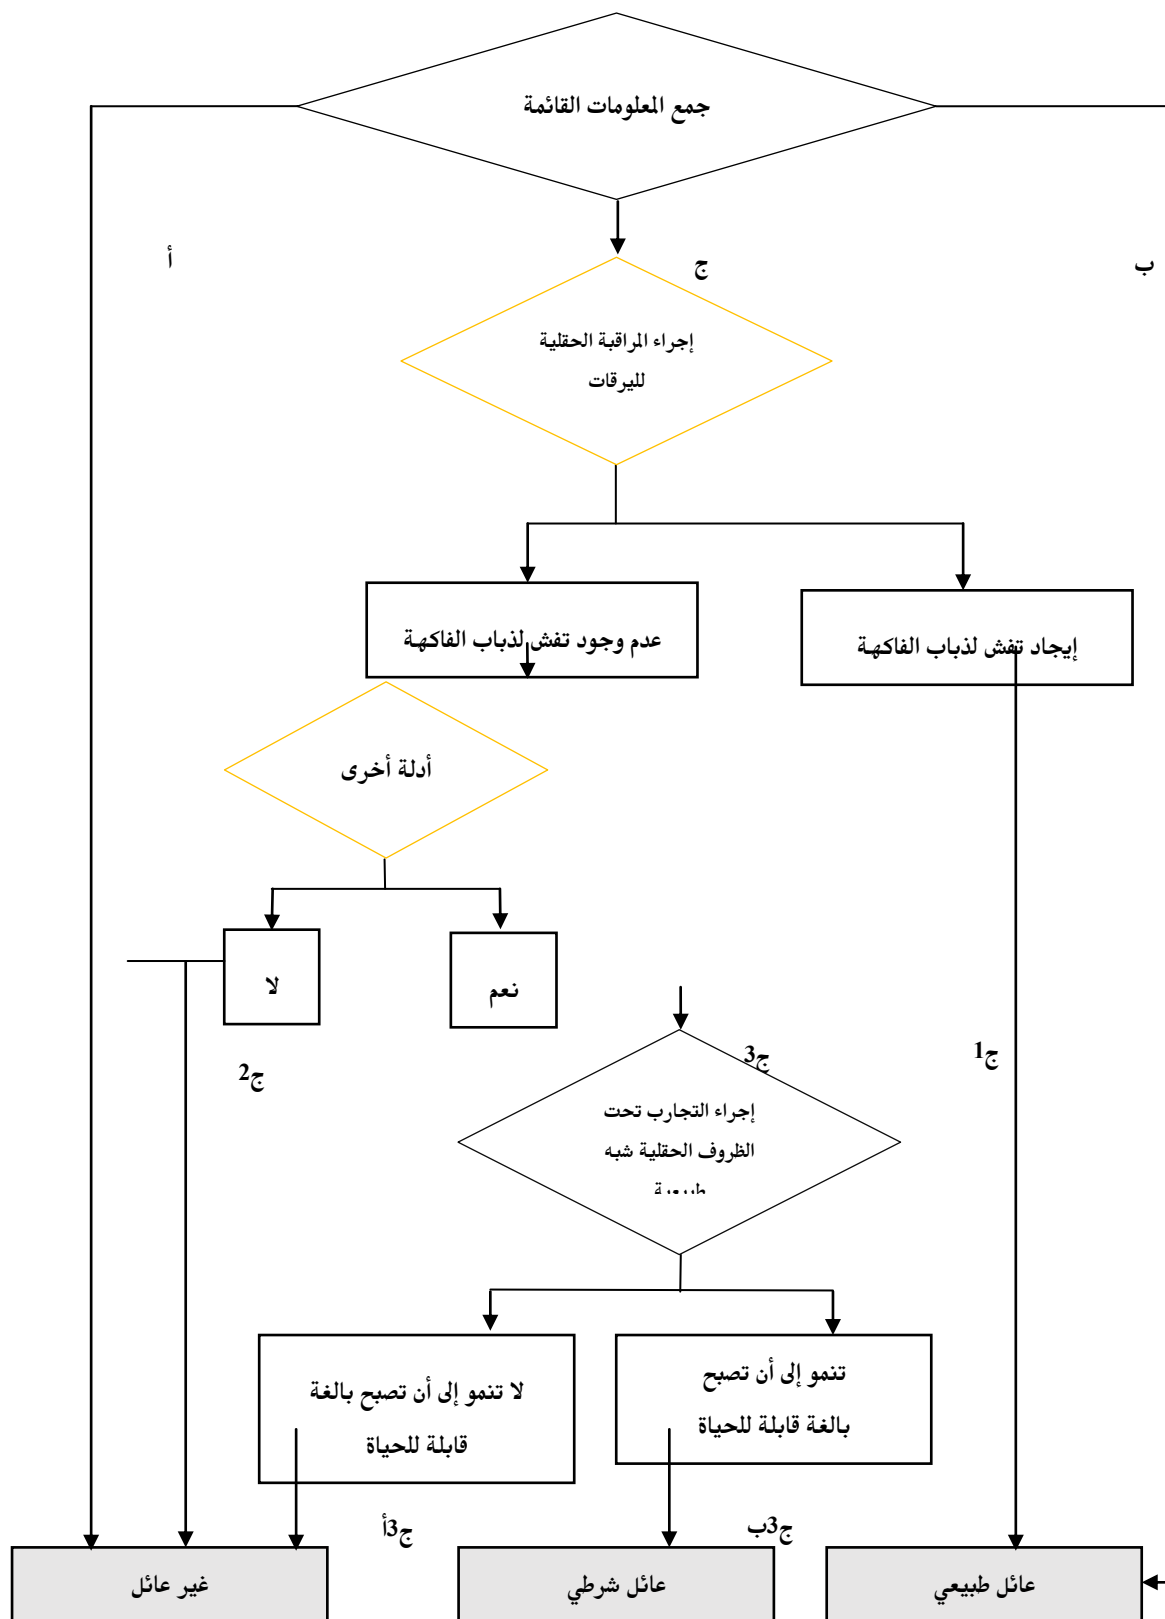 جمع المعلومات القائمة
أ
ج
ب
إجراء المراقبة الحقلية
لليرقات
عدم وجود تفش لذباب الفاكهة
إيجاد تفش لذباب الفاكهة
أدلة أخرى
لا
نعم
ج2
ج3
ج1
إجراء التجارب تحت
الظروف الحقلية شبه
طبيعية
لا تنمو إلى أن تصبح بالغة
قابلة للحياة
تنمو إلى أن تصبح
بالغة قابلة للحياة
ج3أ
ج3ب
غير عائل
عائل شرطي
عائل طبيعي